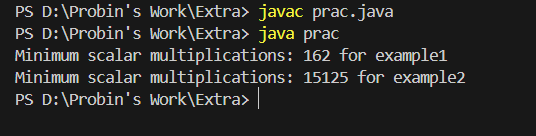 PS D:\Probin's Work\Extra> javac prac.java
PS D:\Probin's Work\Extra> java prac
Minimum scalar multiplications: 162 for example1
Minimum scalar multiplications: 15125 for example2
PS D:\Probin's Work\Extra>